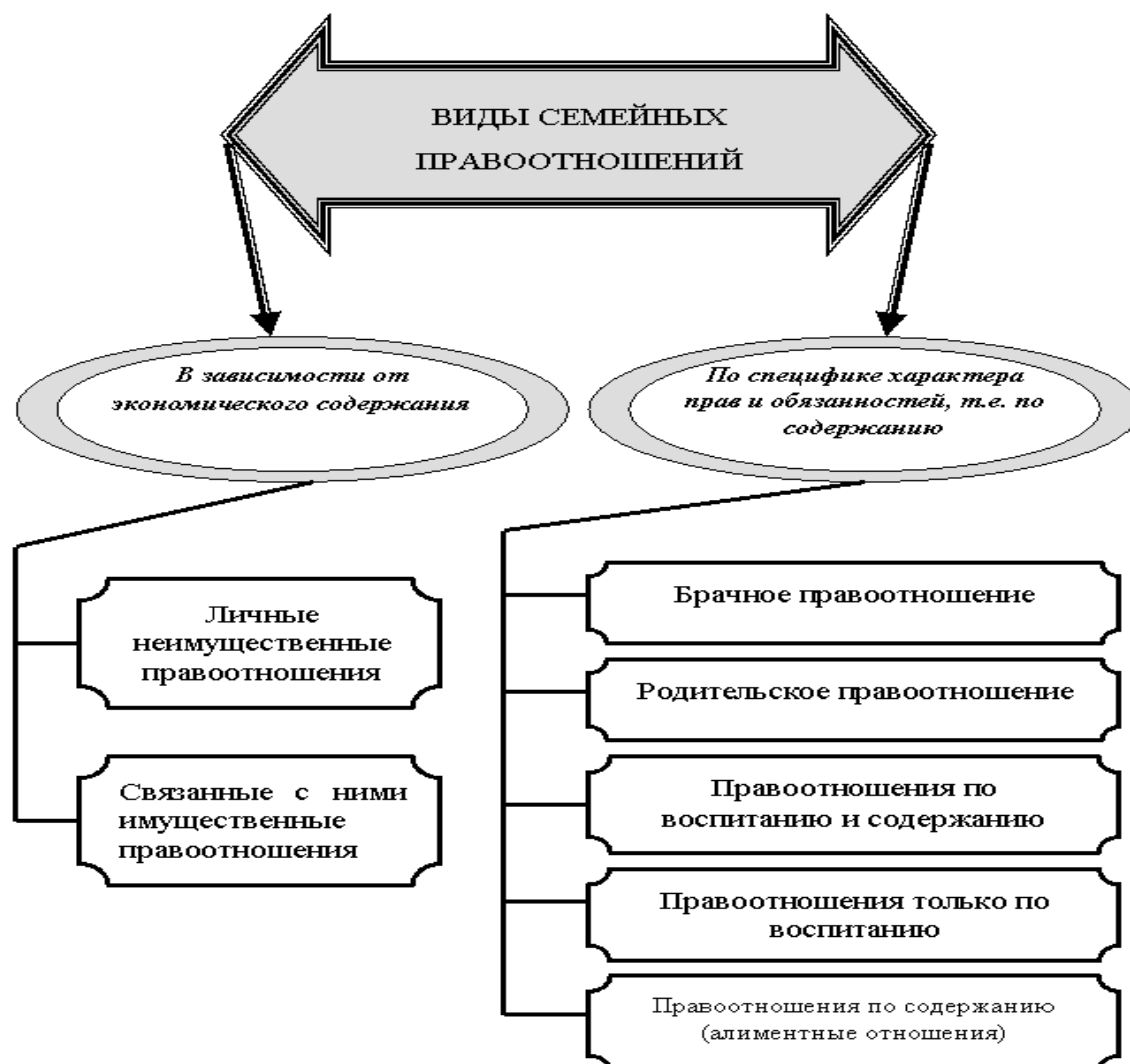 ВИДЫ СЕМЕЙНЫХ
ПРАВООТНОШЕНИЙ
В зависимости от
экономического содержания
По специфике характера
прав и обязанностей, т.е. по
содержанию
Личные
неимущественные
правоотношения
Связанные с ними
имущественные
правоотношения
Брачное правоотношение
Родительское правоотношение
Правоотношения по
воспитанию и содержанию
Правоотношения только по
воспитанию
Правоотношения по содержанию
(алиментные отношения)